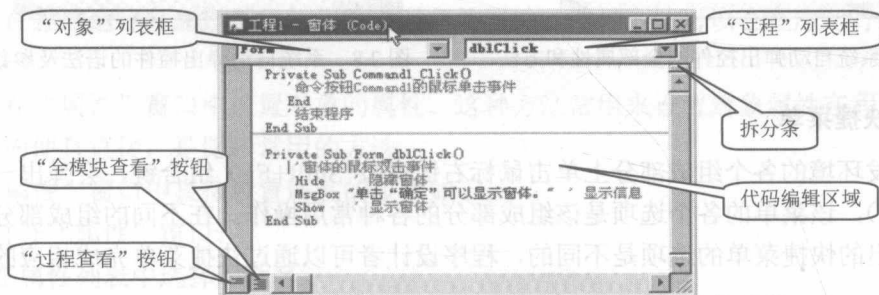 “对象”列表框
工程1 - 窗体 (Code)
“过程”列表框
Form
dblClick
Private Sub Command1_Click()
'命令按钮Command1的鼠标单击事件
End
'结束程序
End Sub
拆分条
“全模块查看”按钮
Private Sub Form_dblClick()
'窗体的鼠标双击事件
Hide '隐藏窗体
MsgBox "单击“确定”可以显示窗体。" ' 显示信息
Show '显示窗体
End Sub
代码编辑区域
“过程查看”按钮